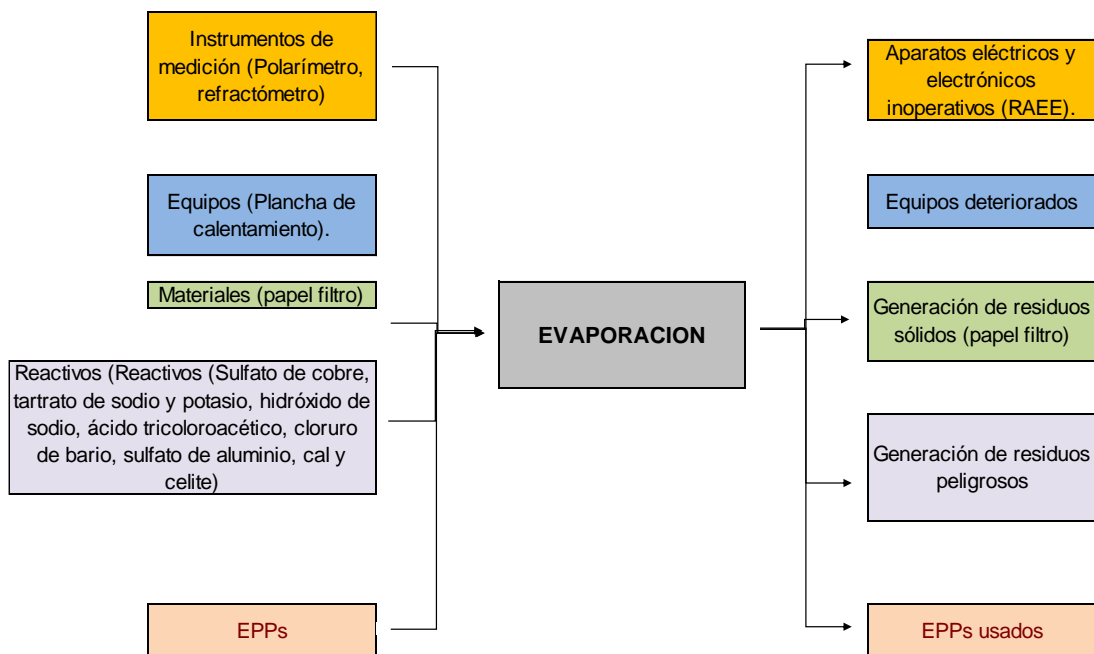 Instrumentos de
medición (Polarímetro,
refractómetro)
Equipos (Plancha de
calentamiento).
Materiales (papel filtro)
Reactivos (Reactivos (Sulfato de cobre,
tartrato de sodio y potasio, hidróxido de
sodio, ácido tricoloroacético, cloruro
de bario, sulfato de aluminio, cal y
celite)
EPPs
EVAPORACION
Aparatos eléctricos y
electrónicos
inoperativos (RAEE).
Equipos deteriorados
Generación de residuos
sólidos (papel filtro)
Generación de residuos
peligrosos
EPPs usados